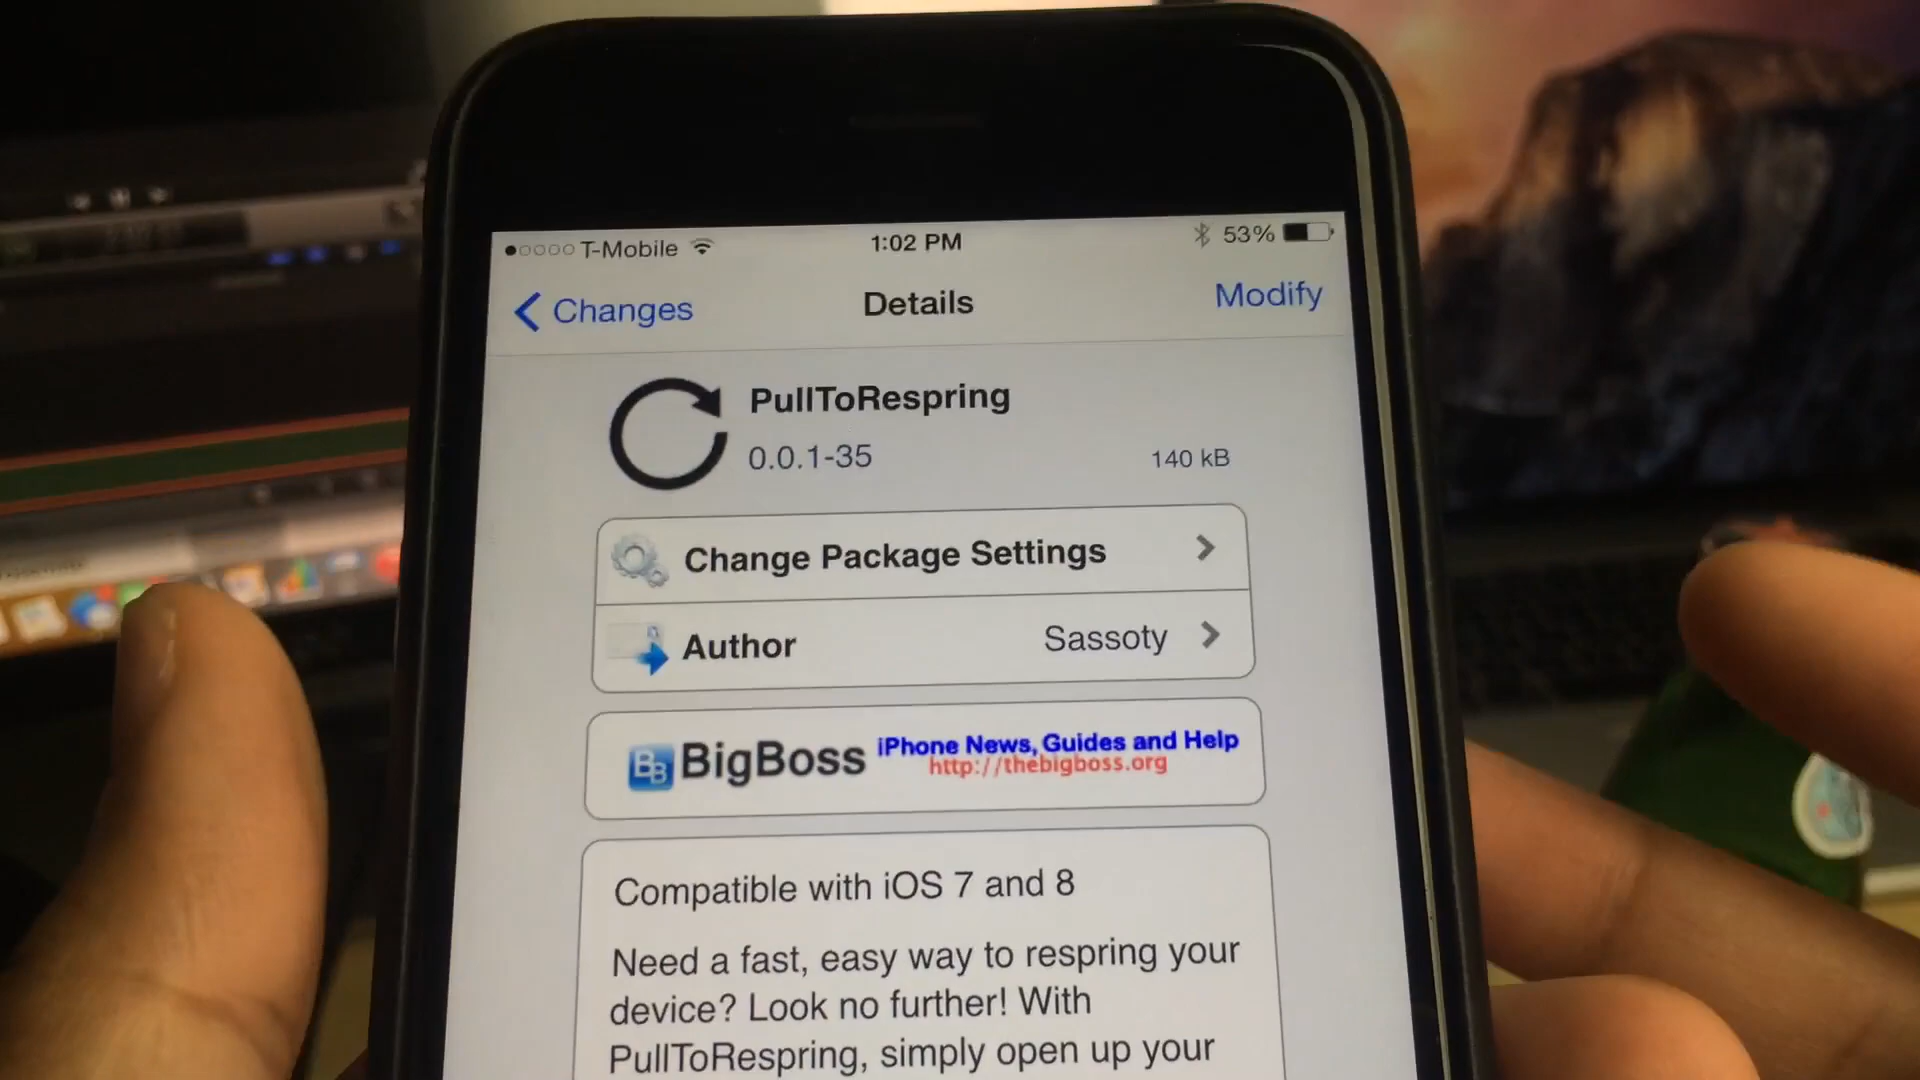 T-Mobile 1:02 PM 53%
Changes Details Modify
PullToRespring
0.0.1-35 140 kB
Change Package Settings
Author Sassoty
BB BigBoss iPhone News, Guides and Help
http://thebigboss.org
Compatible with iOS 7 and 8
Need a fast, easy way to respring your
device? Look no further! With
PullToRespring, simply open up your